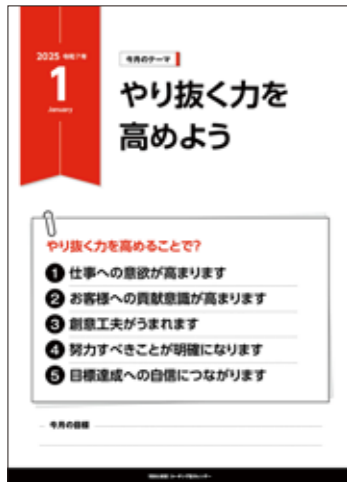 2025 令和7年
1
January
今月のテーマ
やり抜く力を
高めよう
やり抜く力を高めることで?
1 仕事への意欲が高まります
2 お客様への貢献意識が高まります
3 創意工夫がうまれます
4 努力すべきことが明確になります
5 目標達成への自信につながります
今月の目標